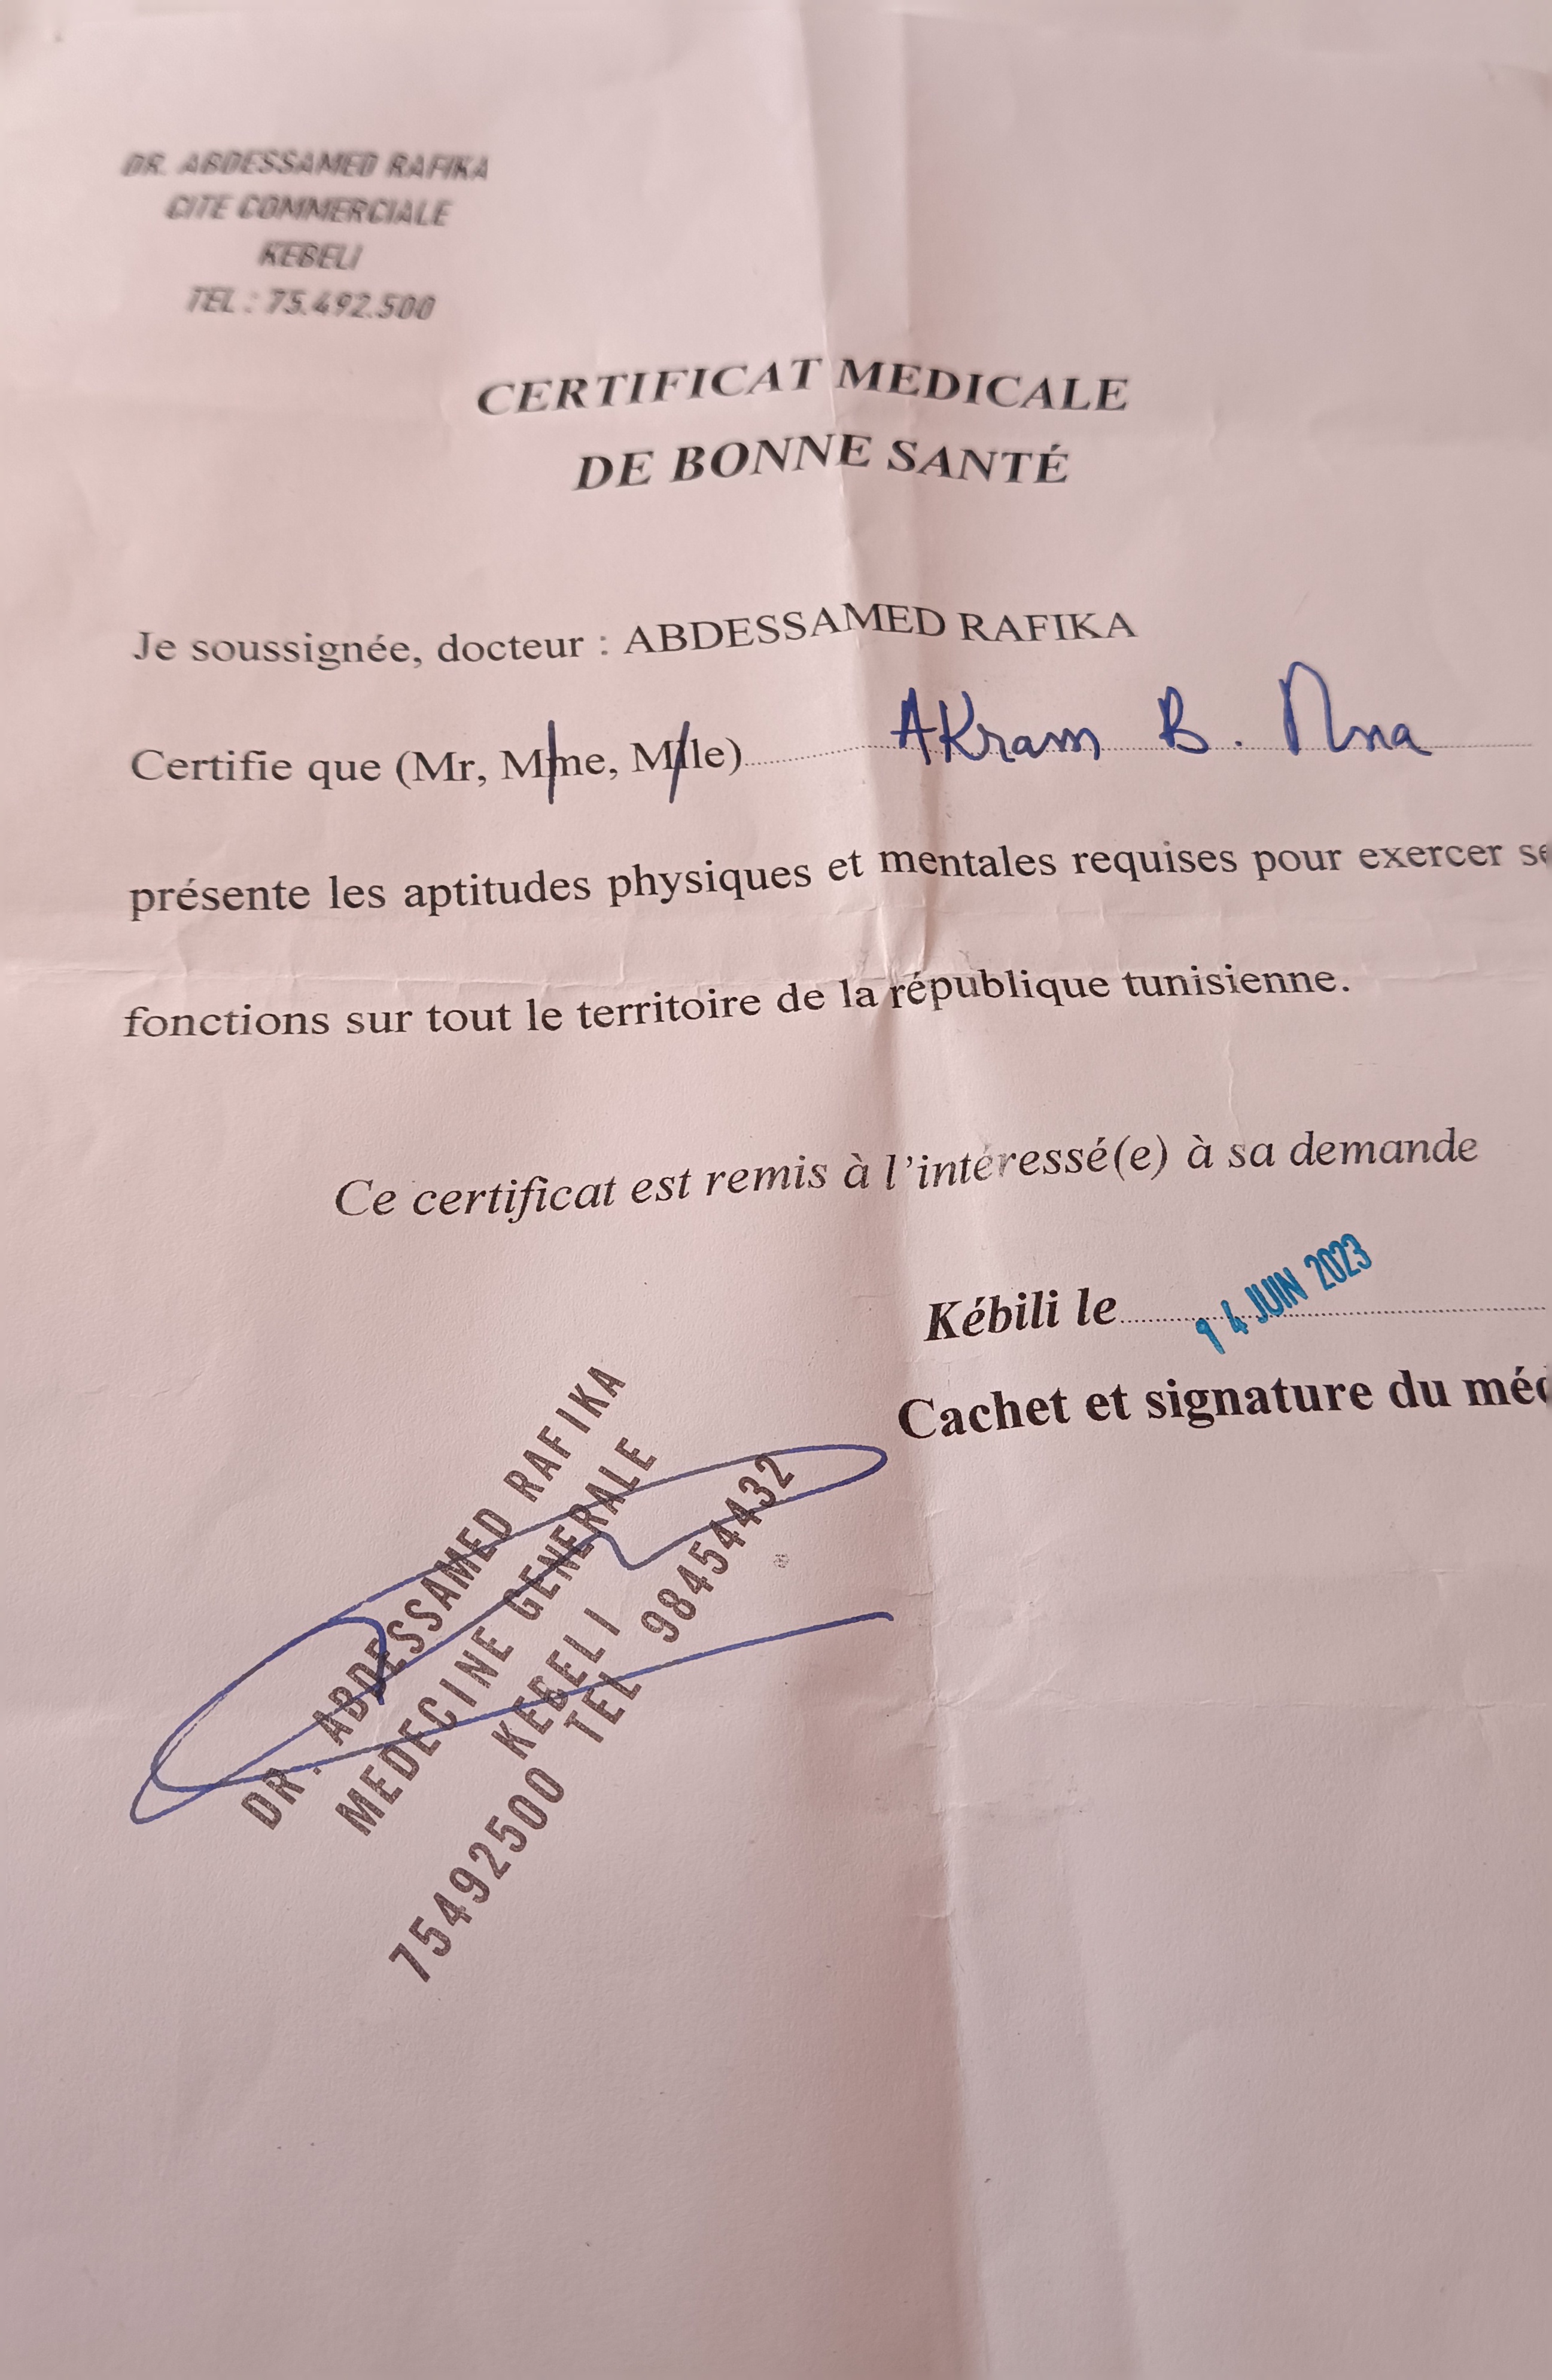 DR. ABDESSAMED RAFIKA
CITE COMMERCIALE
KEBELI
TEL : 75.492.500
CERTIFICAT MEDICALE
DE BONNE SANTÉ
Je soussignée, docteur : ABDESSAMED RAFIKA
Certifie que (Mr, Mme, Mlle) AKram B.
présente les aptitudes physiques et mentales requises pour exercer se
fonctions sur tout le territoire de la république tunisienne.
Ce certificat est remis à l'intéressé(e) à sa demande
Kébili le 14 JUIN 2023
Cachet et signature du méd
DR. ABDESSAMED RAFIKA
MEDECINE GENERALE
KEBELI
75492500 TEL 98454432